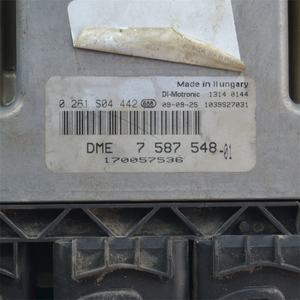 Made in Hungary
DI-Motronic 1314 0144
0 261 S04 442
09-09-25 1039S27031
DME 7 587 548-01
170057536